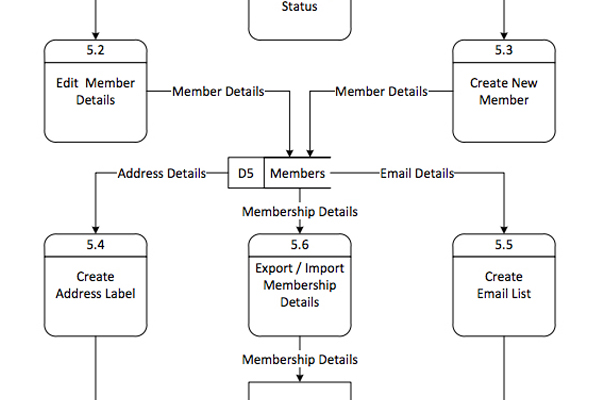 Status
5.2
5.3
Edit Member
Details
Member Details
Member Details
Create New
Member
Address Details
D5
Members
Email Details
Membership Details
5.4
5.6
5.5
Create
Address Label
Export / Import
Membership
Details
Create
Email List
Membership Details